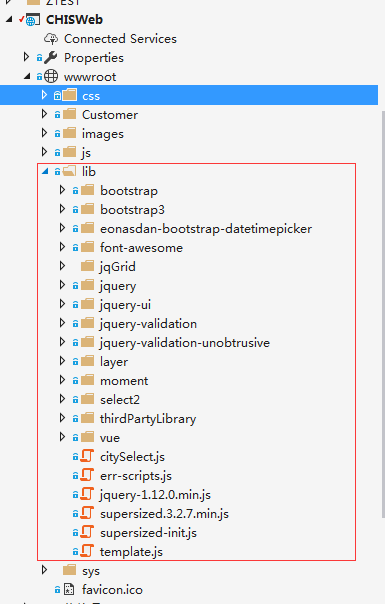 ZTEST
CHISWeb
Connected Services
Properties
wwwroot
css
Customer
images
js
lib
bootstrap
bootstrap3
eonasdan-bootstrap-datetimepicker
font-awesome
jqGrid
jquery
jquery-ui
jquery-validation
jquery-validation-unobtrusive
layer
moment
select2
thirdPartyLibrary
vue
citySelect.js
err-scripts.js
jquery-1.12.0.min.js
supersized.3.2.7.min.js
supersized-init.js
template.js
sys
favicon.ico